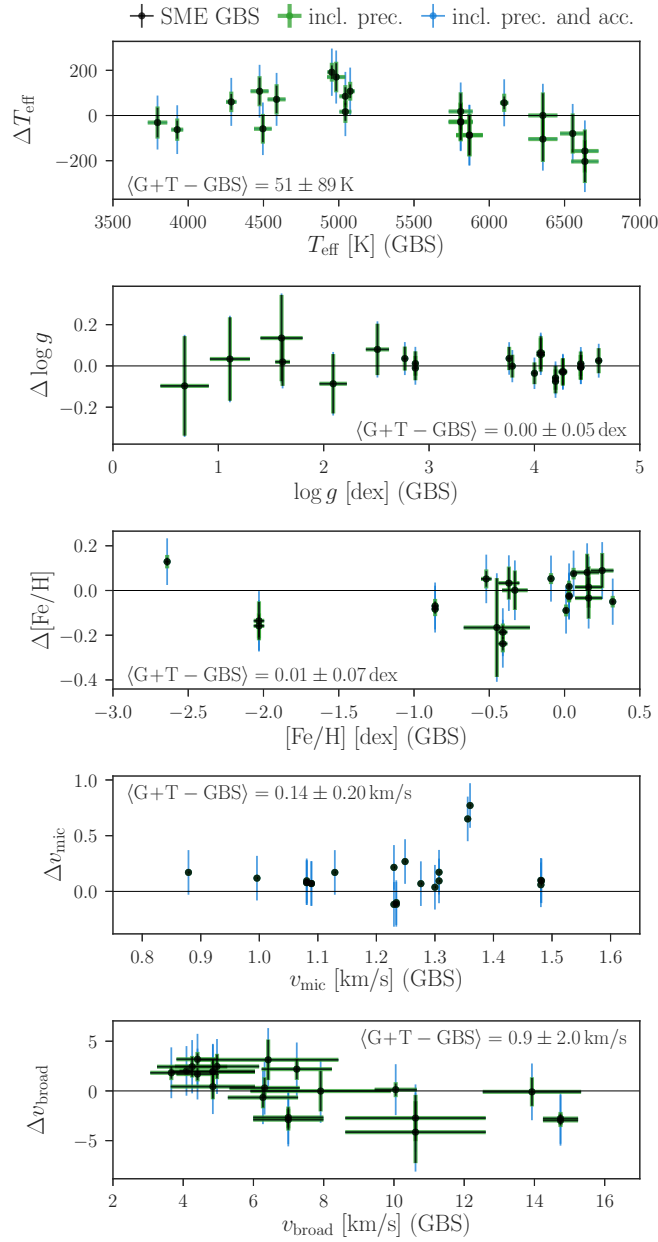 SME GBS incl. prec. incl. prec. and acc.
200
0
−200
ΔT_eff
⟨G+T − GBS⟩ = 51 ± 89 K
3500 4000 4500 5000 5500 6000 6500 7000
T_eff [K] (GBS)
0.2
0.0
−0.2
Δ log g
⟨G+T − GBS⟩ = 0.00 ± 0.05 dex
0 1 2 3 4 5
log g [dex] (GBS)
0.2
0.0
−0.2
−0.4
Δ[Fe/H]
⟨G+T − GBS⟩ = 0.01 ± 0.07 dex
−3.0 −2.5 −2.0 −1.5 −1.0 −0.5 0.0 0.5
[Fe/H] [dex] (GBS)
1.0
0.5
0.0
Δv_mic
⟨G+T − GBS⟩ = 0.14 ± 0.20 km/s
0.8 0.9 1.0 1.1 1.2 1.3 1.4 1.5 1.6
v_mic [km/s] (GBS)
5
0
−5
Δv_broad
⟨G+T − GBS⟩ = 0.9 ± 2.0 km/s
2 4 6 8 10 12 14 16
v_broad [km/s] (GBS)